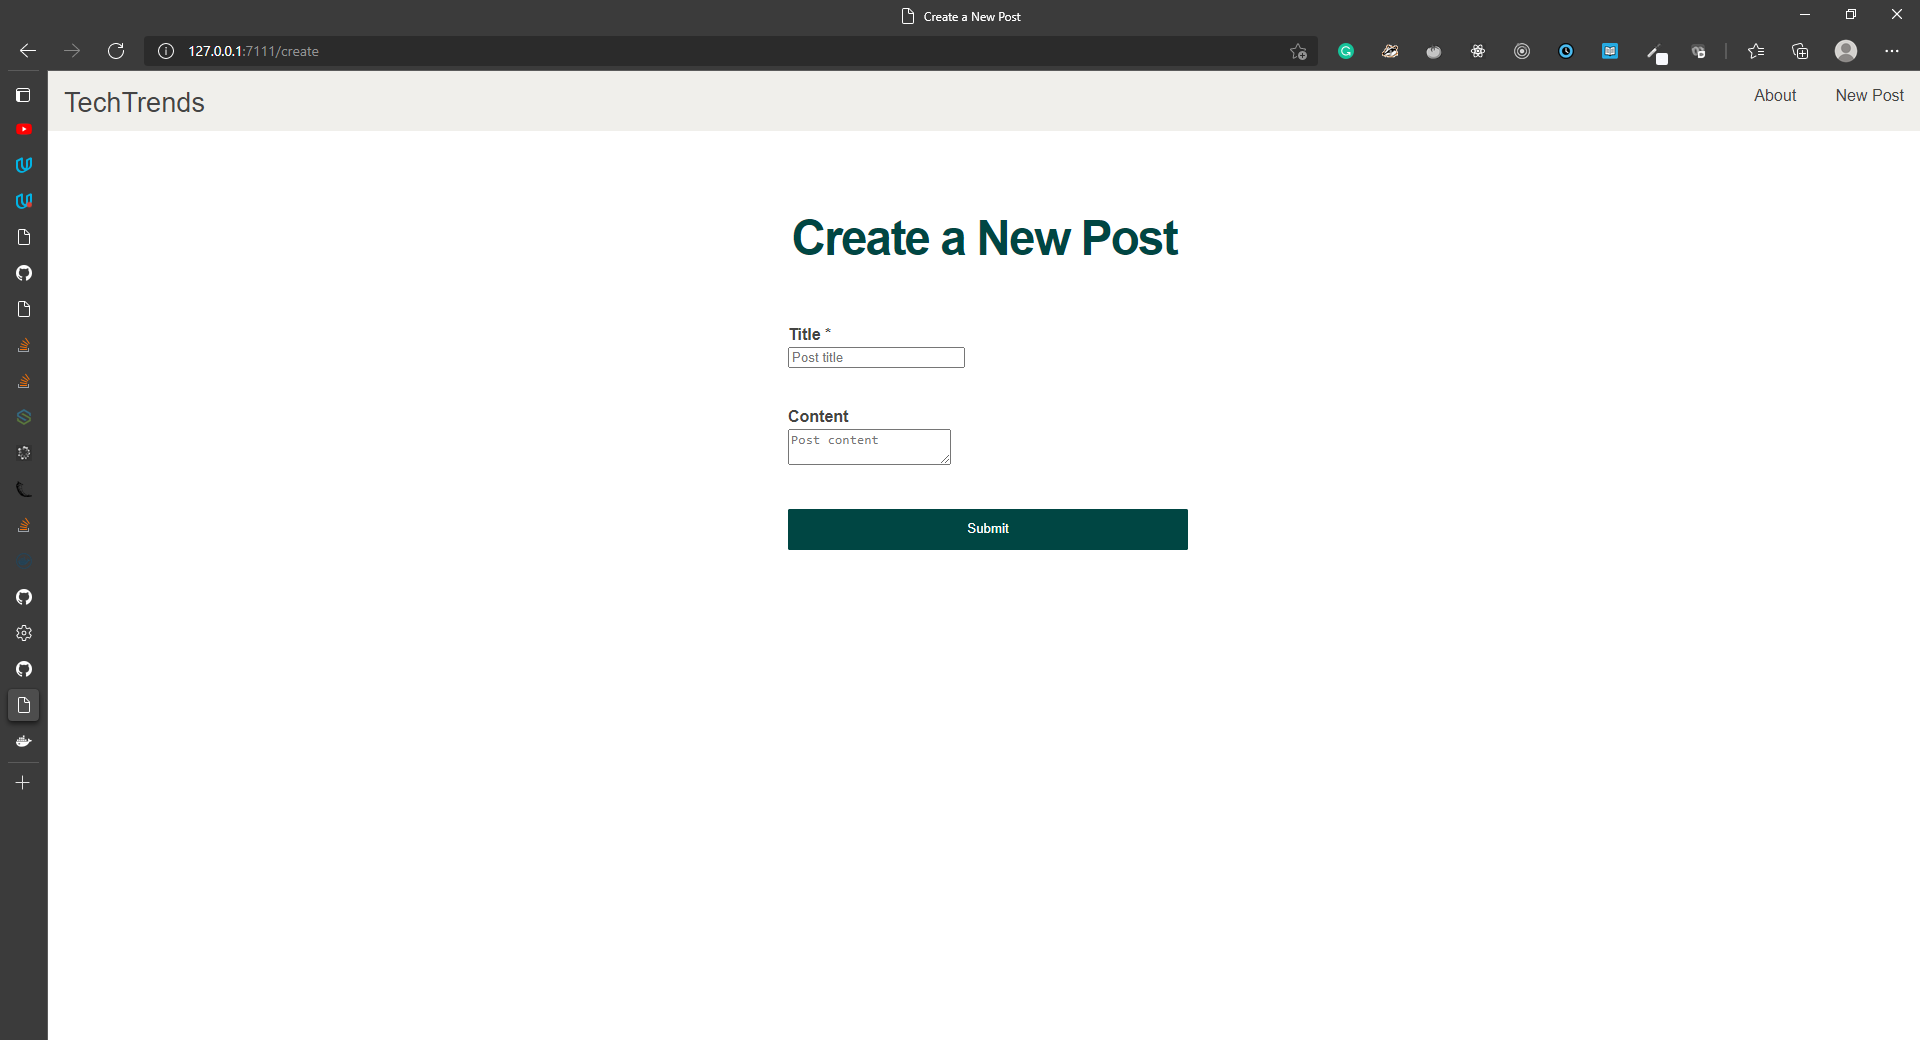 Create a New Post
127.0.0.1:7111/create
TechTrends
About
New Post
Create a New Post
Title *
Post title
Content
Post content
Submit